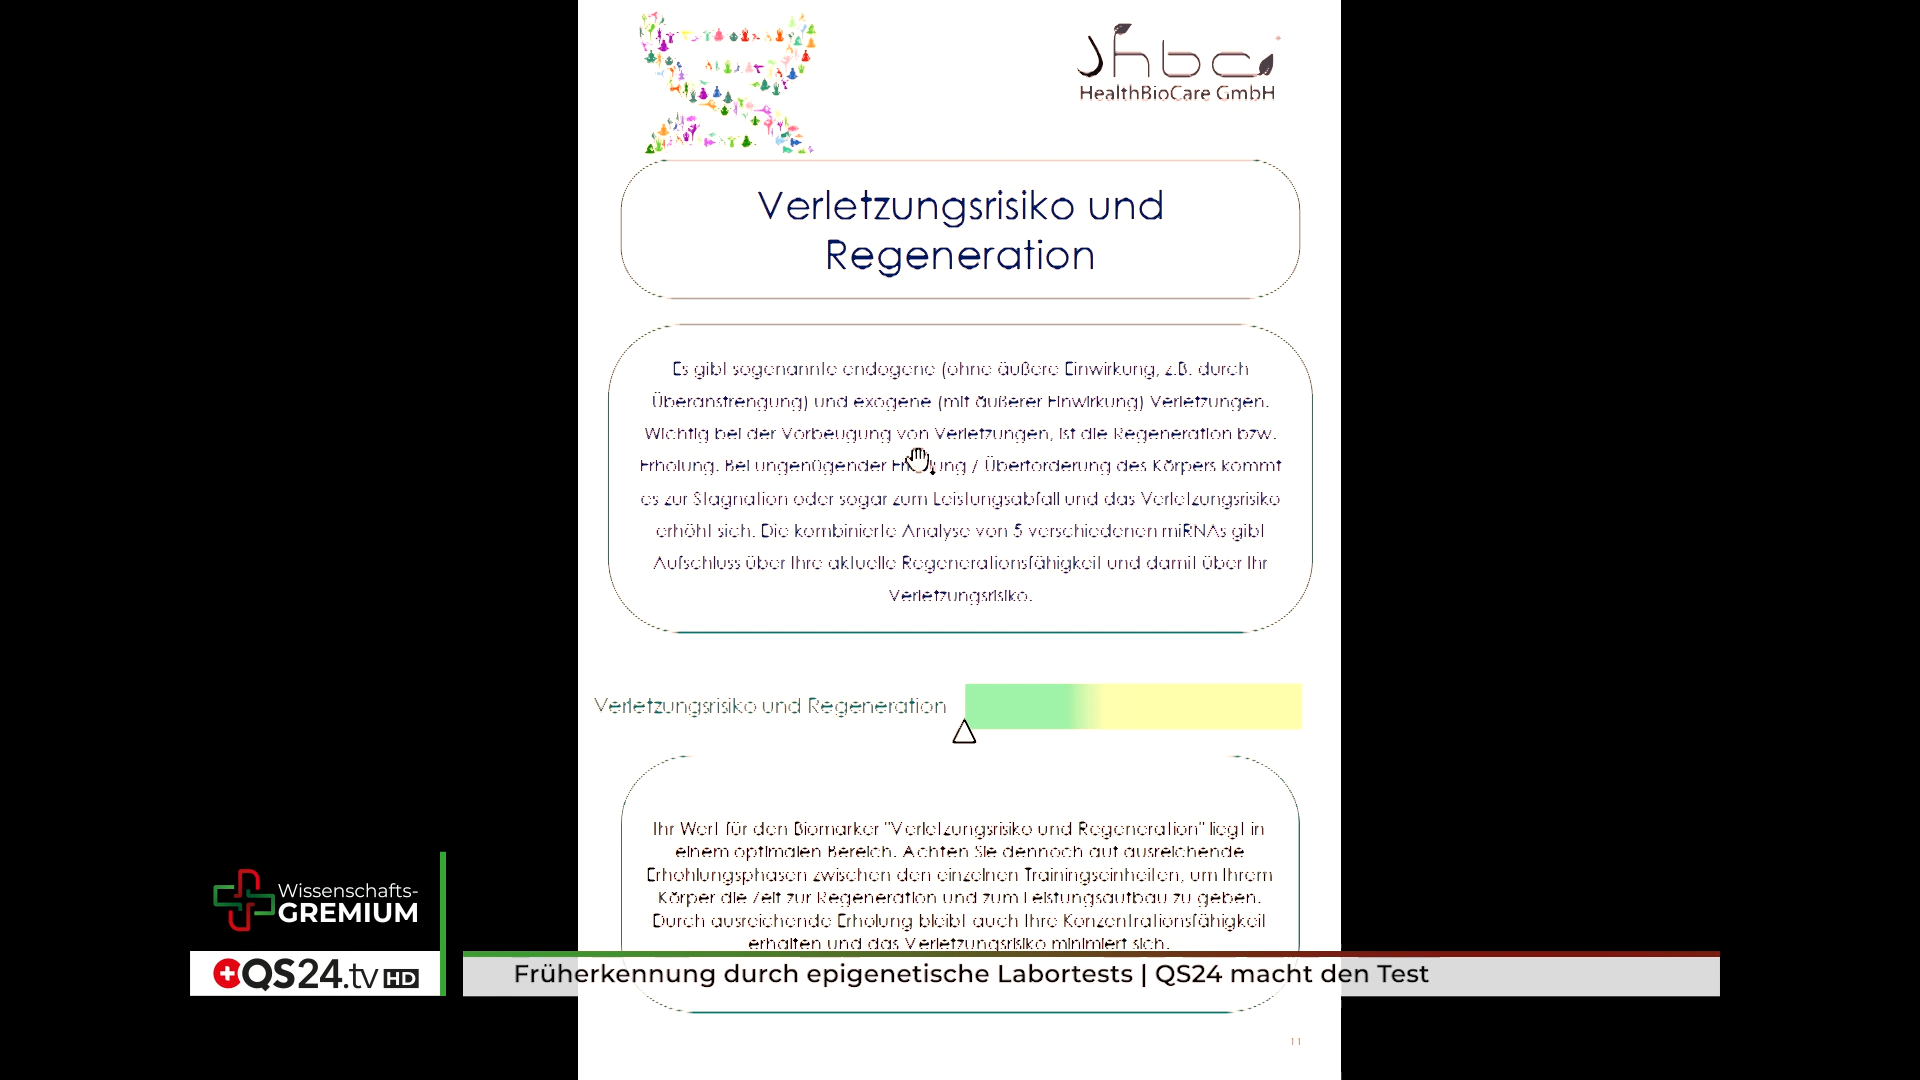 hbc
HealthBioCare GmbH
Verletzungsrisiko und
Regeneration
Es gibt sogenannte endogene (ohne äußere Einwirkung, z.B. durch
Überanstrengung) und exogene (mit äußerer Einwirkung) Verletzungen.
Wichtig bei der Vorbeugung von Verletzungen, ist die Regeneration bzw.
Erholung. Bei ungenügender Erholung / Überforderung des Körpers kommt
es zur Stagnation oder sogar zum Leistungsabfall und das Verletzungsrisiko
erhöht sich. Die kombinierte Analyse von 5 verschiedenen miRNAs gibt
Aufschluss über Ihre aktuelle Regenerationsfähigkeit und damit über Ihr
Verletzungsrisiko.
Verletzungsrisiko und Regeneration
Ihr Wert für den Biomarker "Verletzungsrisiko und Regeneration" liegt in
einem optimalen Bereich. Achten Sie dennoch auf ausreichende
Erhohlungsphasen zwischen den einzelnen Trainingseinheiten, um Ihrem
Körper die Zeit zur Regeneration und zum Leistungsaufbau zu geben.
Durch ausreichende Erholung bleibt auch Ihre Konzentrationsfähigkeit
erhalten und das Verletzungsrisiko minimiert sich.
Wissenschafts-
GREMIUM
QS24.tv HD
Früherkennung durch epigenetische Labortests | QS24 macht den Test
11